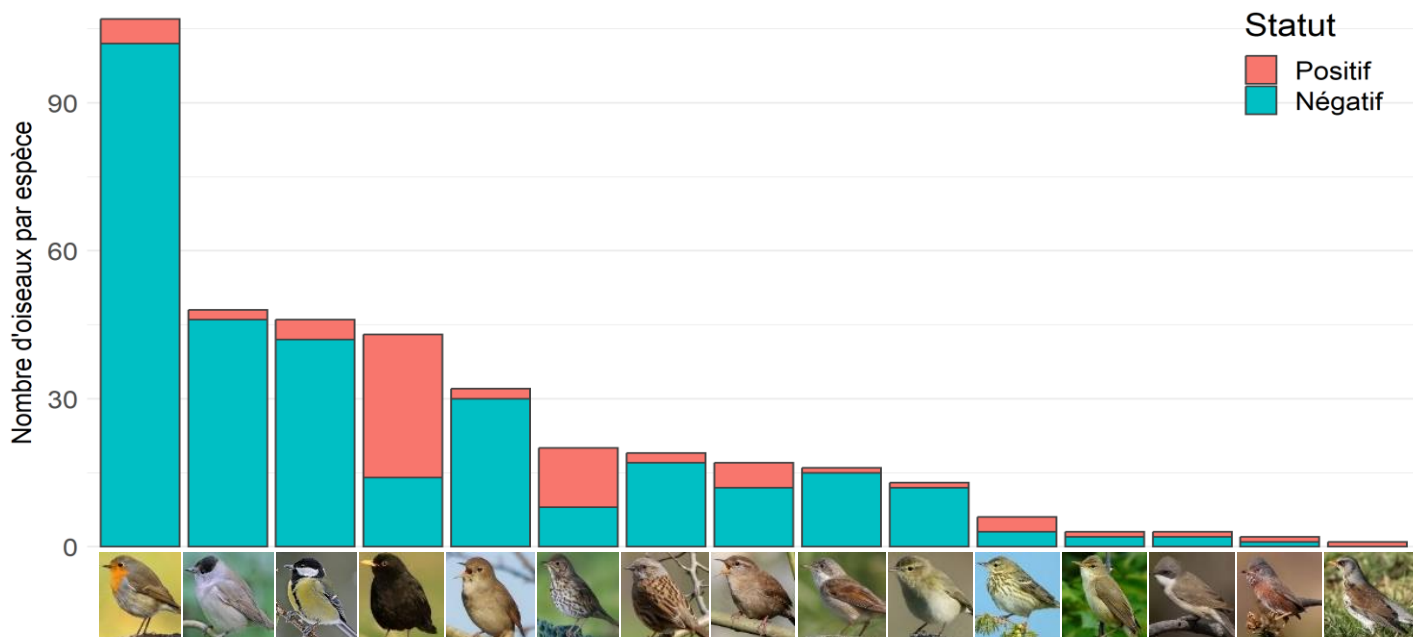 Statut
Positif
Négatif
Nombre d'oiseaux par espèce
90
60
30
0